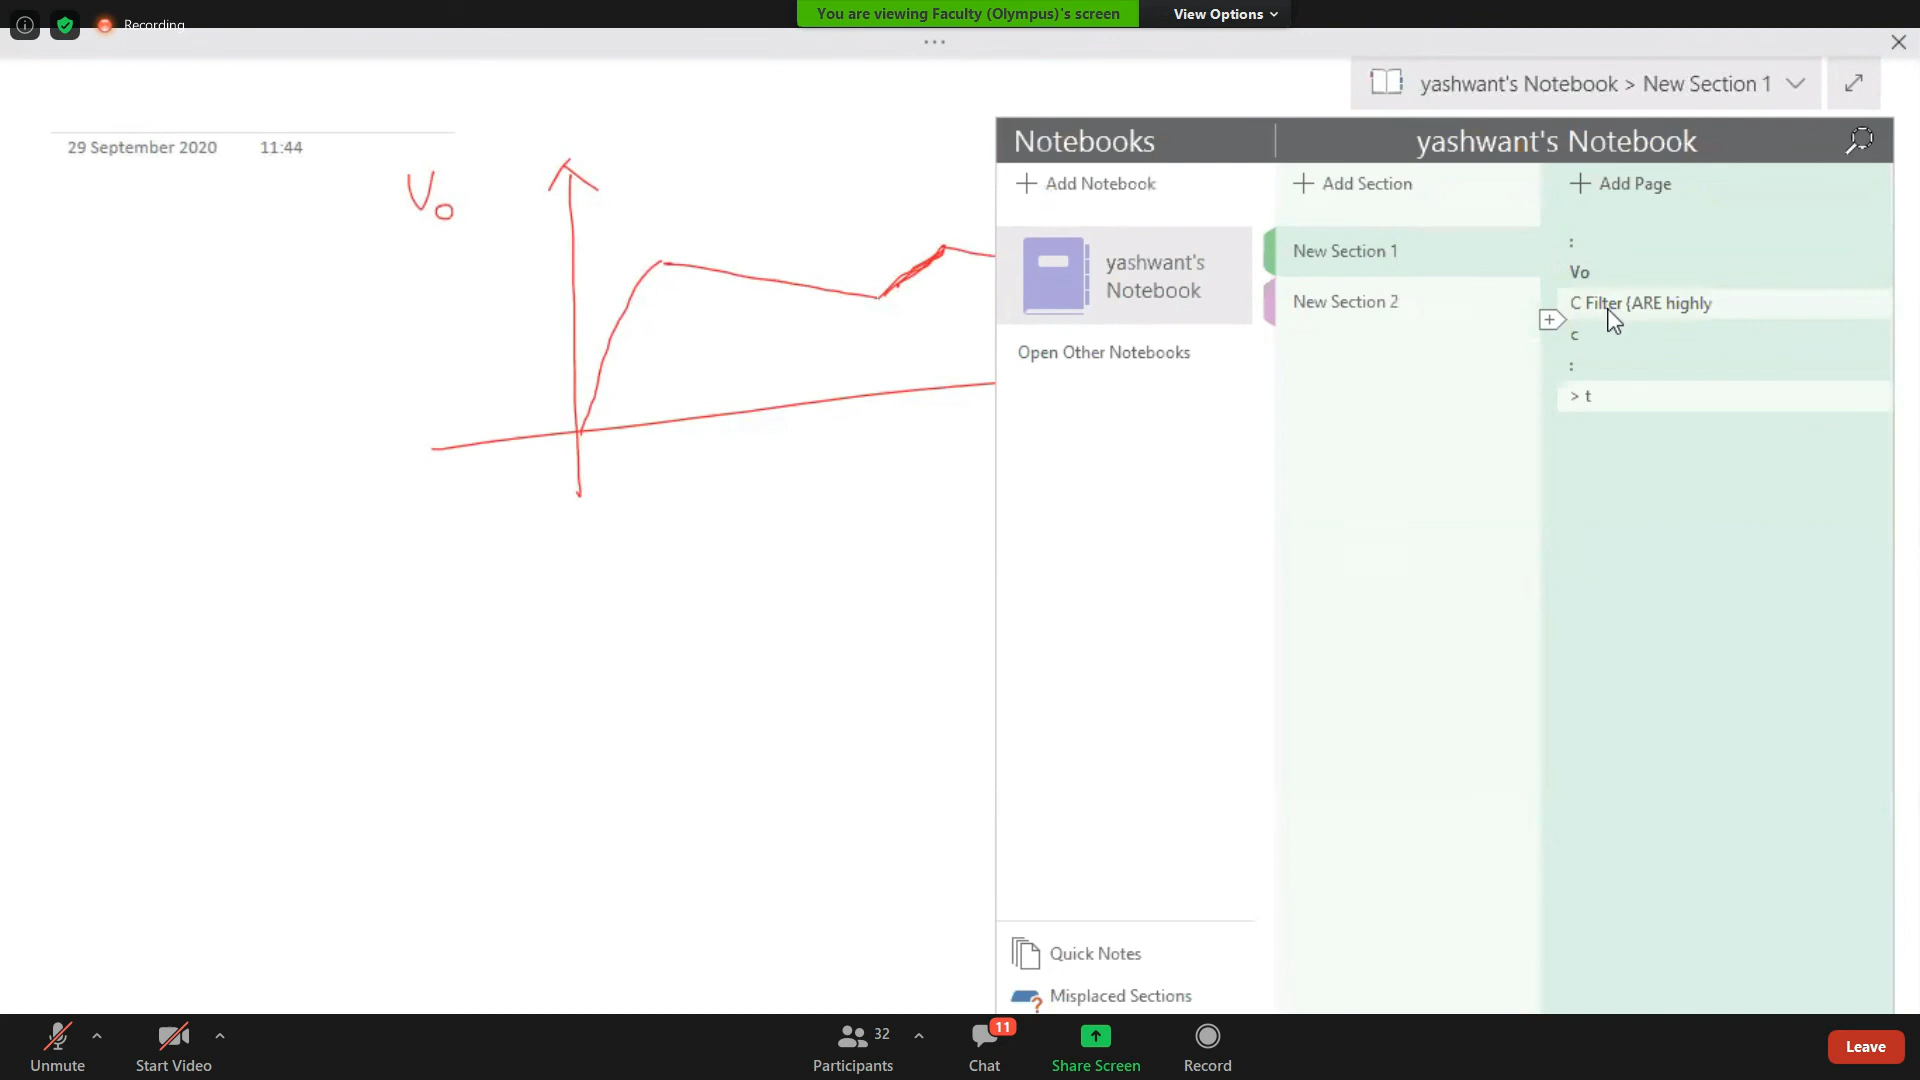 Recording
You are viewing Faculty (Olympus)'s screen
View Options
yashwant's Notebook > New Section 1
29 September 2020 11:44
Vo
Notebooks
yashwant's Notebook
Add Notebook
Add Section
Add Page
yashwant's
Notebook
Open Other Notebooks
New Section 1
New Section 2
:
Vo
C Filter {ARE highly
c
:
> t
Quick Notes
Misplaced Sections
Unmute
Start Video
32
Participants
11
Chat
Share Screen
Record
Leave